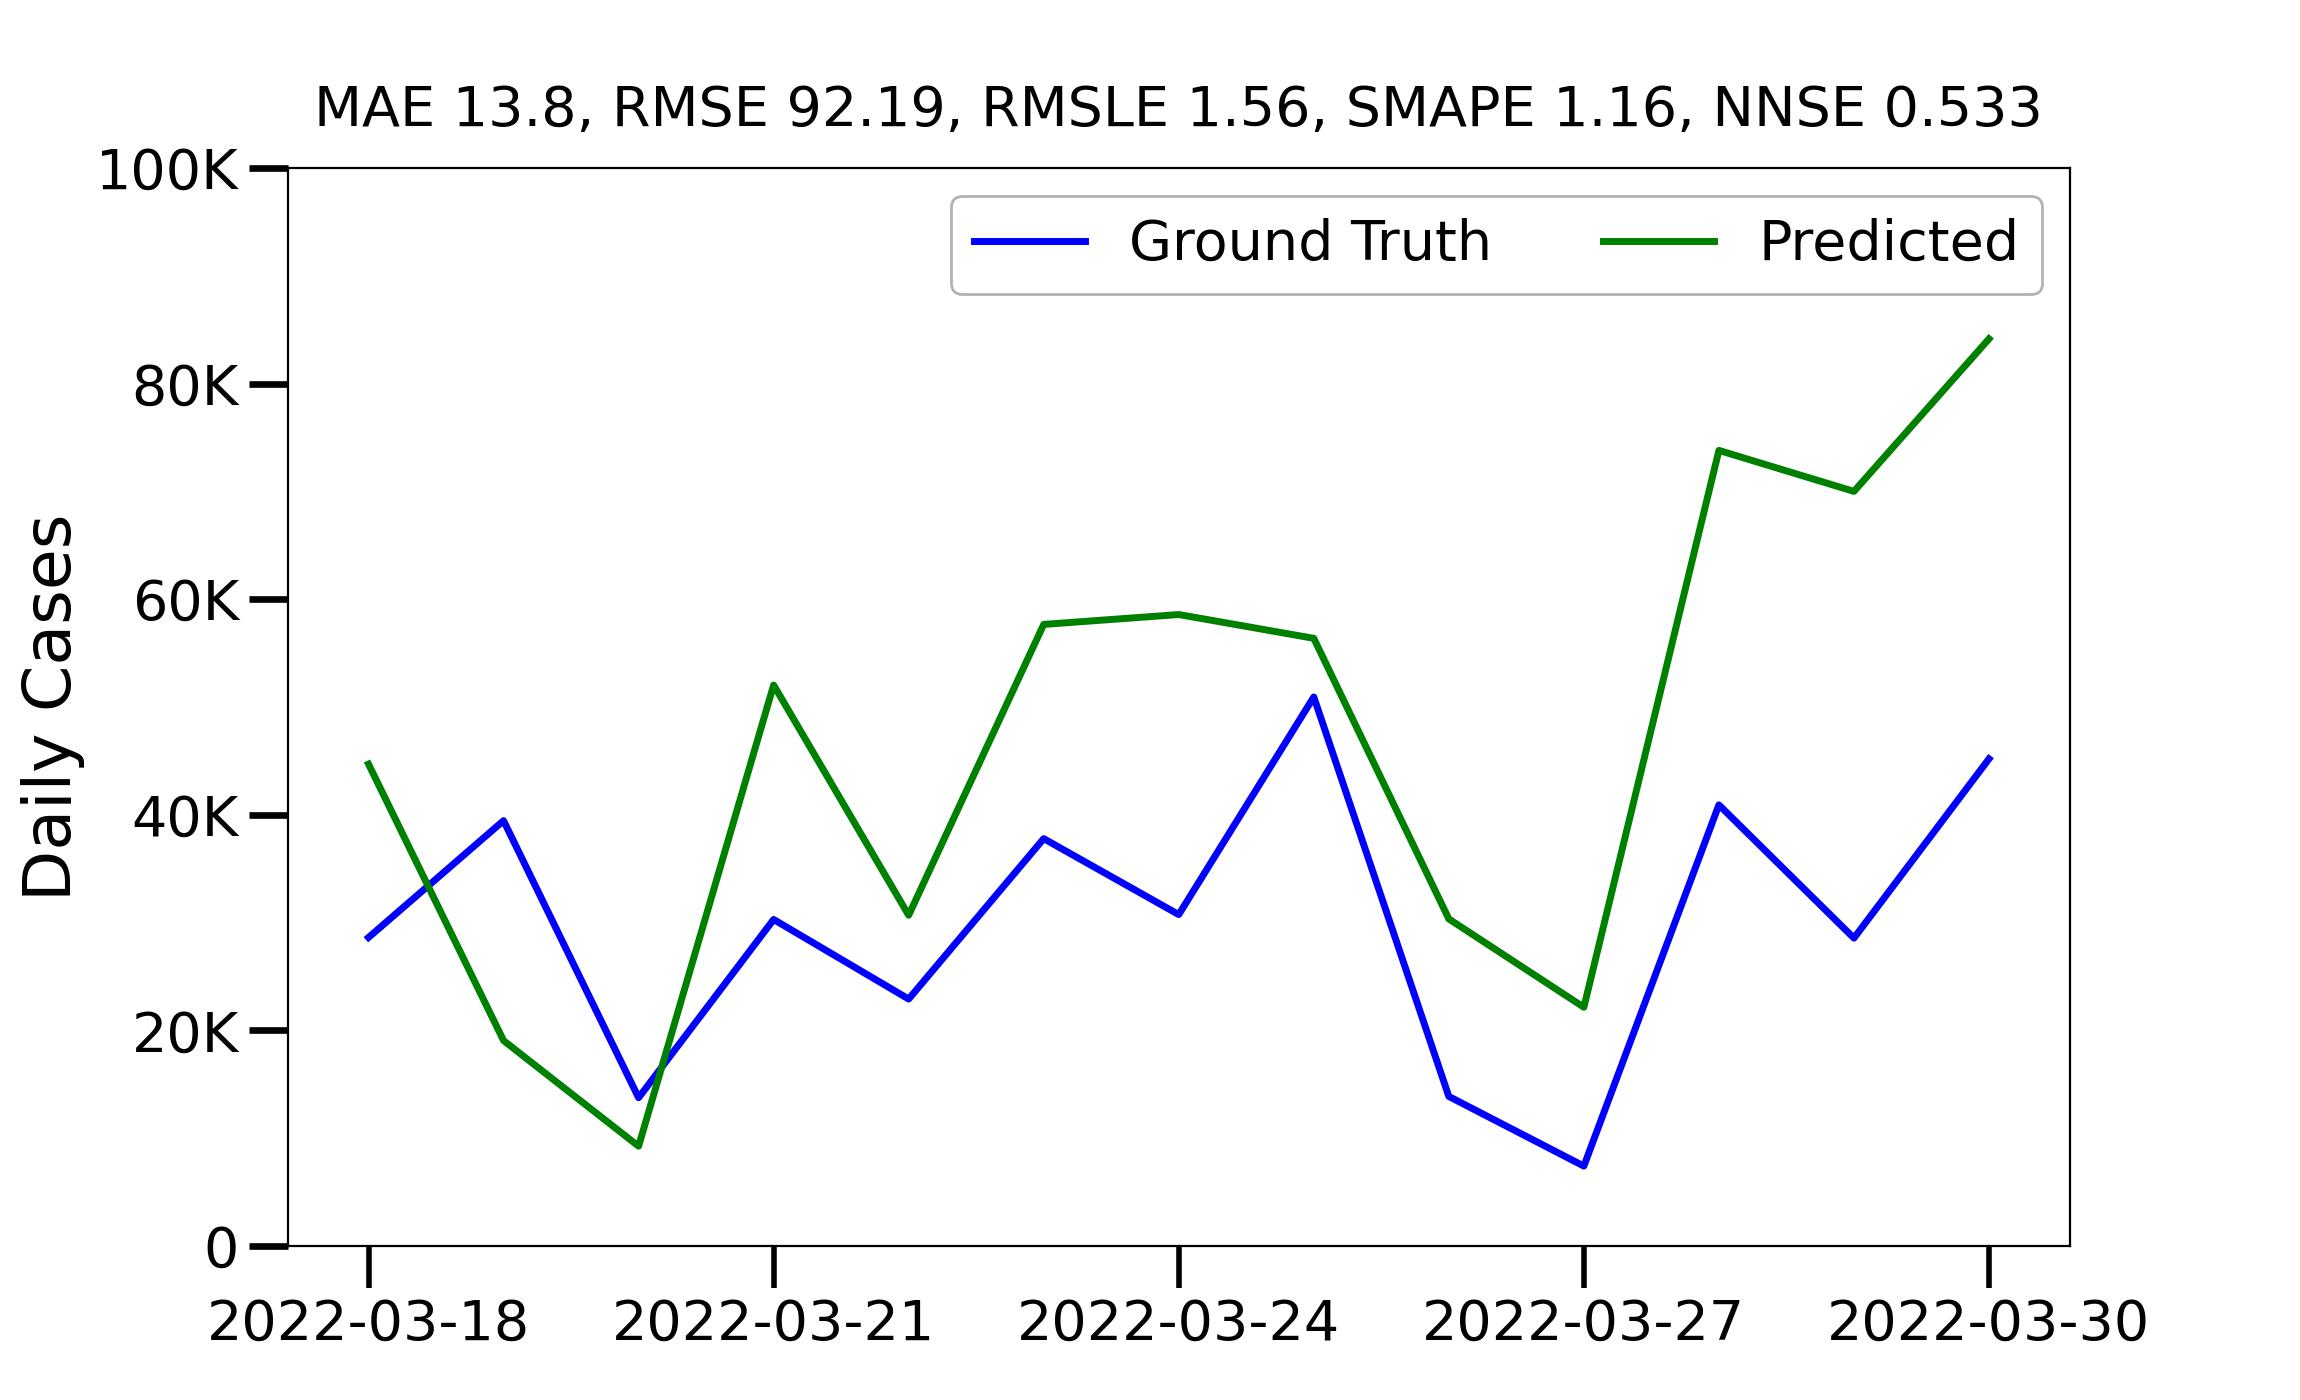 MAE 13.8, RMSE 92.19, RMSLE 1.56, SMAPE 1.16, NNSE 0.533
Ground Truth
Predicted
Daily Cases
100K
80K
60K
40K
20K
0
2022-03-18
2022-03-21
2022-03-24
2022-03-27
2022-03-30